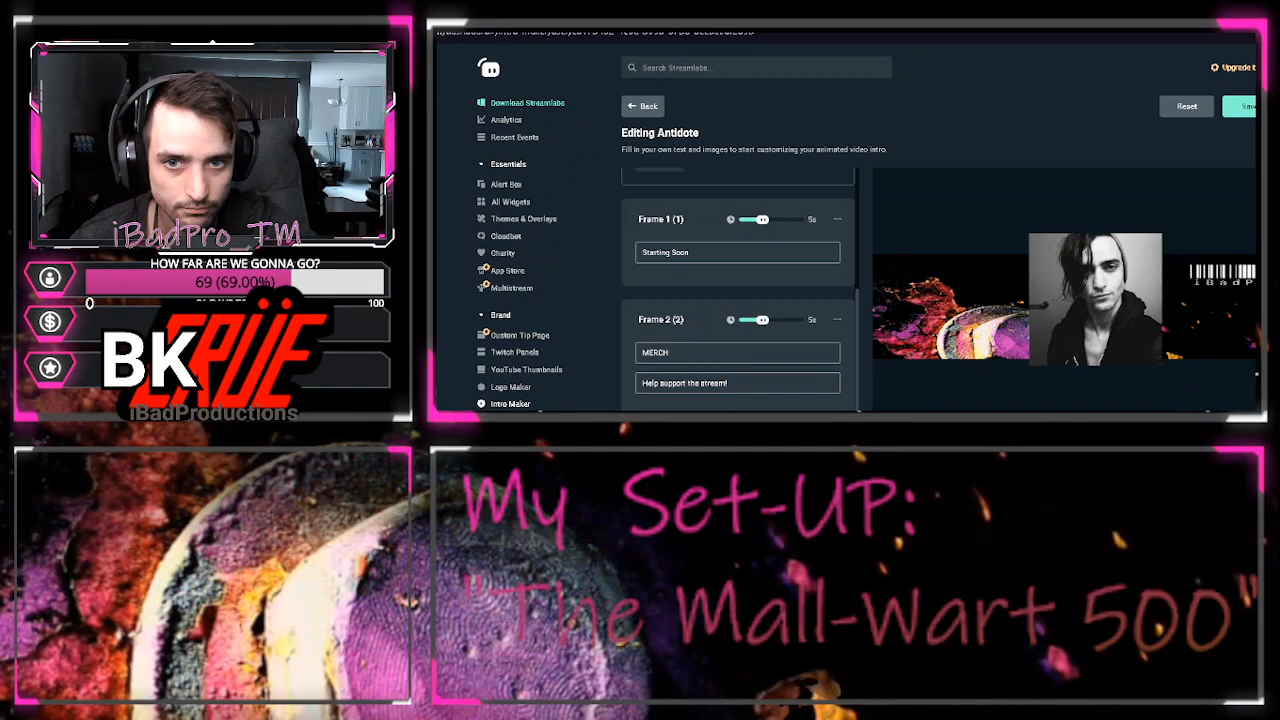 iBadPro_TM
HOW FAR ARE WE GONNA GO?
69 (69.00%)
0
100
BK
CRÜE
iBadProductions
Search Streamlabs...
Upgrade t
Download Streamlabs
Analytics
Recent Events
Essentials
Alert Box
All Widgets
Themes & Overlays
Cloudbot
Charity
App Store
Multistream
Brand
Custom Tip Page
Twitch Panels
YouTube Thumbnails
Logo Maker
Intro Maker
← Back
Reset
Sav
Editing Antidote
Fill in your own text and images to start customizing your animated video intro.
Frame 1 (1)
5s
Starting Soon
Frame 2 (2)
5s
MERCH
Help support the stream!
IBadP
My Set-UP:
"The Mall-Wart 500"